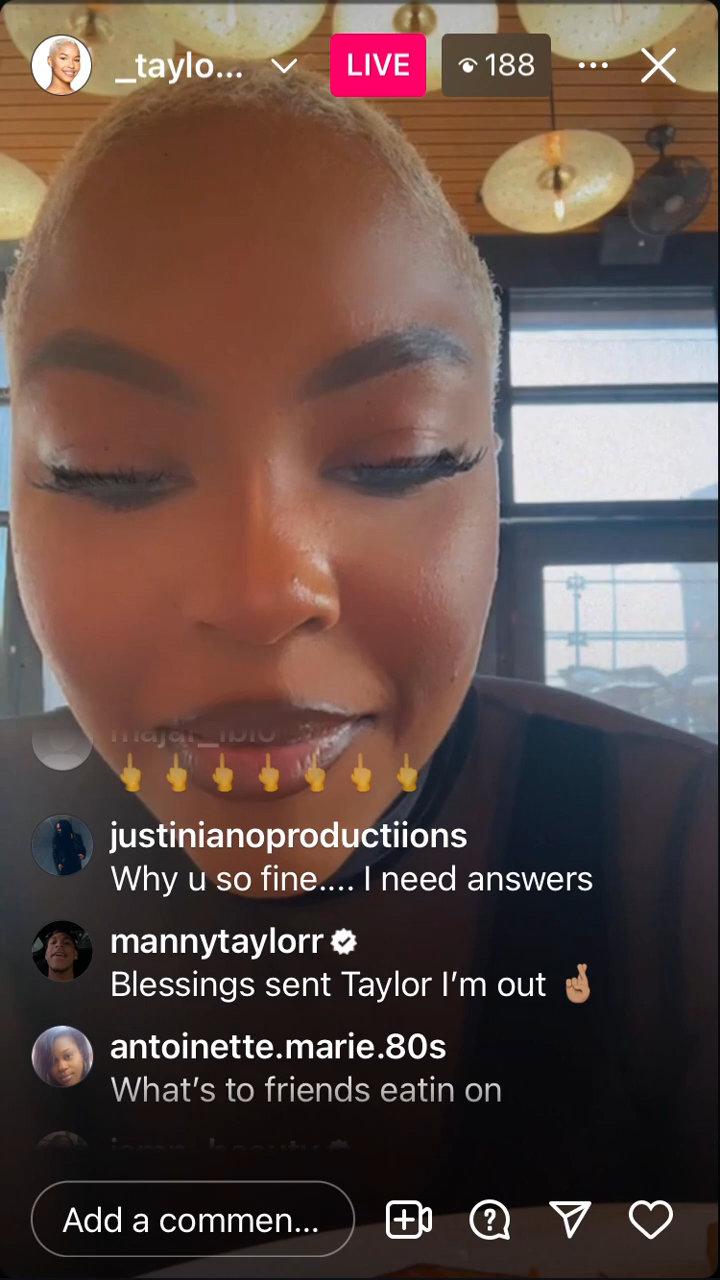 _taylo...
LIVE
188
🖕🖕🖕🖕🖕🖕🖕
justinianoproductiions
Why u so fine.... I need answers
mannytaylorr
Blessings sent Taylor I’m out 🤞🏽
antoinette.marie.80s
What’s to friends eatin on
Add a commen...